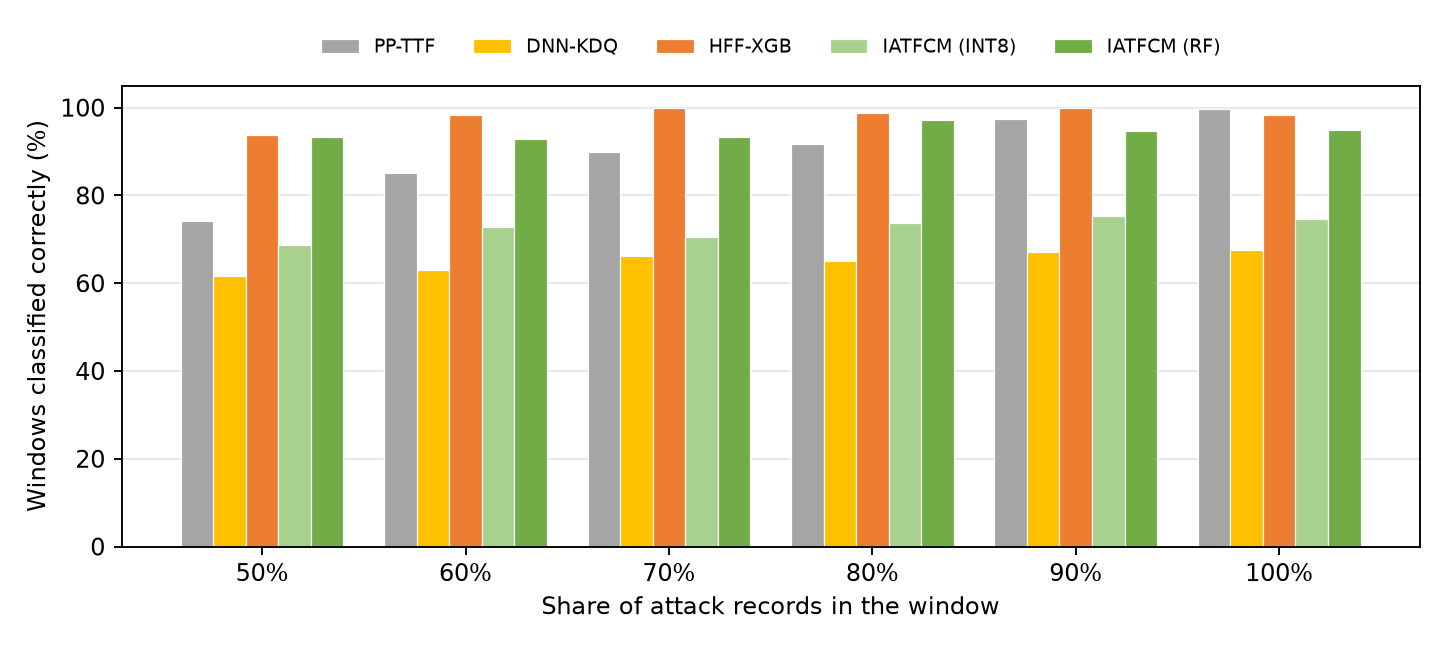 PP-TTF DNN-KDQ HFF-XGB IATFCM (INT8) IATFCM (RF)
Windows classified correctly (%)
100
80
60
40
20
0
50% 60% 70% 80% 90% 100%
Share of attack records in the window